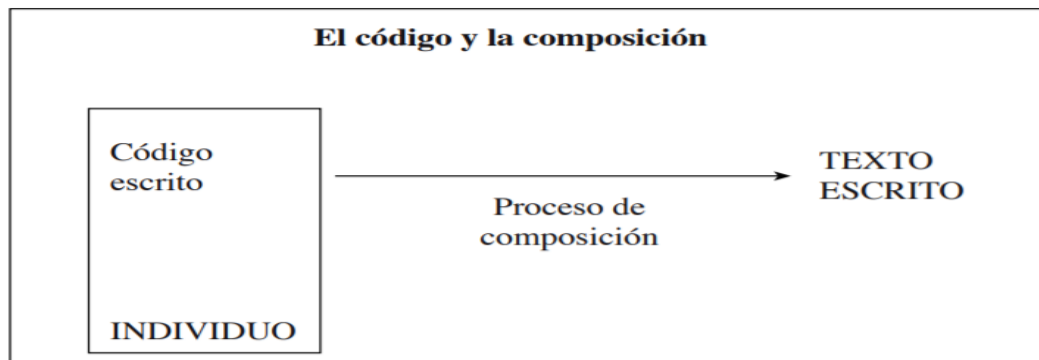 El código y la composición
Código
escrito
INDIVIDUO
Proceso de
composición
TEXTO
ESCRITO